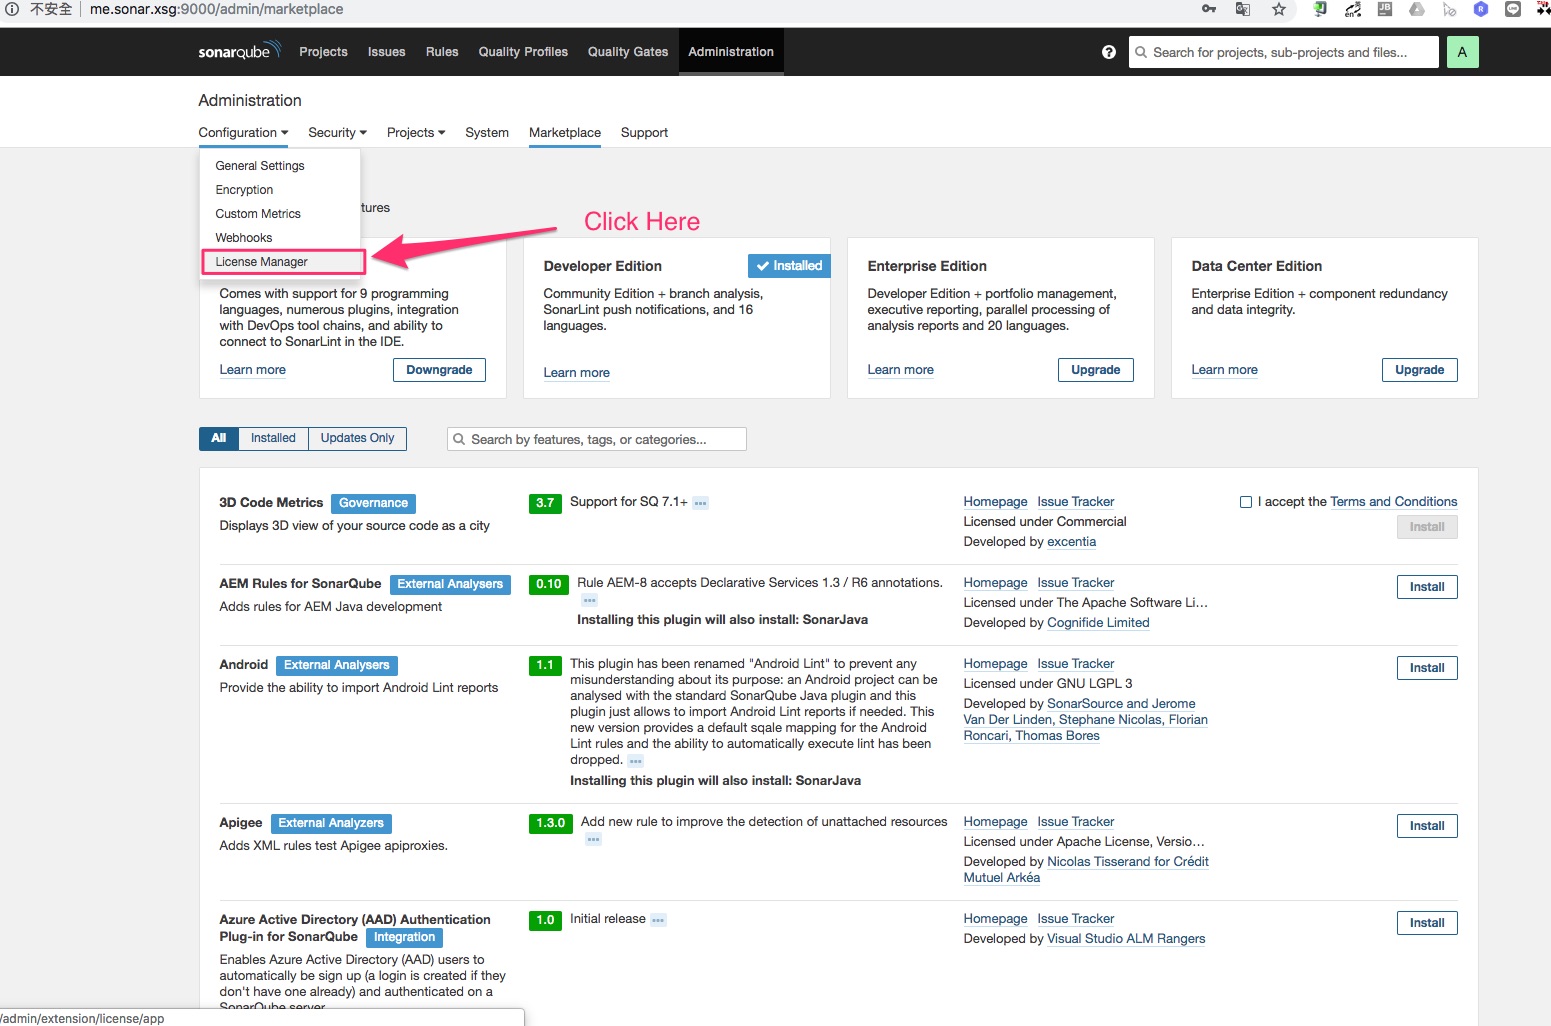 不安全 me.sonar.xsg:9000/admin/marketplace
sonarqube Projects Issues Rules Quality Profiles Quality Gates Administration Search for projects, sub-projects and files... A
Administration
Configuration Security Projects System Marketplace Support
General Settings
Encryption
Custom Metrics
Webhooks
License Manager
tures
Click Here
Comes with support for 9 programming
languages, numerous plugins, integration
with DevOps tool chains, and ability to
connect to SonarLint in the IDE.
Learn more Downgrade
Developer Edition Installed
Community Edition + branch analysis,
SonarLint push notifications, and 16
languages.
Learn more
Enterprise Edition
Developer Edition + portfolio management,
executive reporting, parallel processing of
analysis reports and 20 languages.
Learn more Upgrade
Data Center Edition
Enterprise Edition + component redundancy
and data integrity.
Learn more Upgrade
All Installed Updates Only Search by features, tags, or categories...
3D Code Metrics Governance
Displays 3D view of your source code as a city
3.7 Support for SQ 7.1+ ...
Homepage Issue Tracker
Licensed under Commercial
Developed by excentia
I accept the Terms and Conditions
Install
AEM Rules for SonarQube External Analysers
Adds rules for AEM Java development
0.10 Rule AEM-8 accepts Declarative Services 1.3 / R6 annotations.
...
Installing this plugin will also install: SonarJava
Homepage Issue Tracker
Licensed under The Apache Software Li…
Developed by Cognifide Limited
Install
Android External Analysers
Provide the ability to import Android Lint reports
1.1 This plugin has been renamed "Android Lint" to prevent any
misunderstanding about its purpose: an Android project can be
analysed with the standard SonarQube Java plugin and this
plugin just allows to import Android Lint reports if needed. This
new version provides a default sqale mapping for the Android
Lint rules and the ability to automatically execute lint has been
dropped. ...
Installing this plugin will also install: SonarJava
Homepage Issue Tracker
Licensed under GNU LGPL 3
Developed by SonarSource and Jerome
Van Der Linden, Stephane Nicolas, Florian
Roncari, Thomas Bores
Install
Apigee External Analyzers
Adds XML rules test Apigee apiproxies.
1.3.0 Add new rule to improve the detection of unattached resources
...
Homepage Issue Tracker
Licensed under Apache License, Versio…
Developed by Nicolas Tisserand for Crédit
Mutuel Arkéa
Install
Azure Active Directory (AAD) Authentication
Plug-in for SonarQube Integration
Enables Azure Active Directory (AAD) users to
automatically be sign up (a login is created if they
don't have one already) and authenticated on a
SonarQube server
1.0 Initial release ...
Homepage Issue Tracker
Developed by Visual Studio ALM Rangers
Install
/admin/extension/license/app